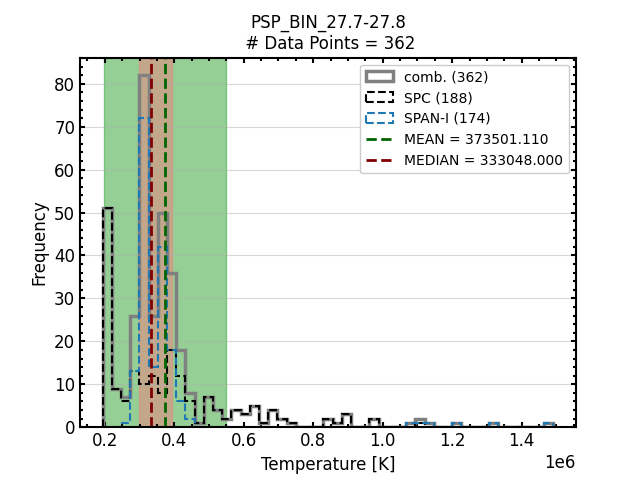 PSP_BIN_27.7-27.8
# Data Points = 362
comb. (362)
SPC (188)
SPAN-I (174)
MEAN = 373501.110
MEDIAN = 333048.000
Frequency
80
70
60
50
40
30
20
10
0
0.2 0.4 0.6 0.8 1.0 1.2 1.4
1e6
Temperature [K]